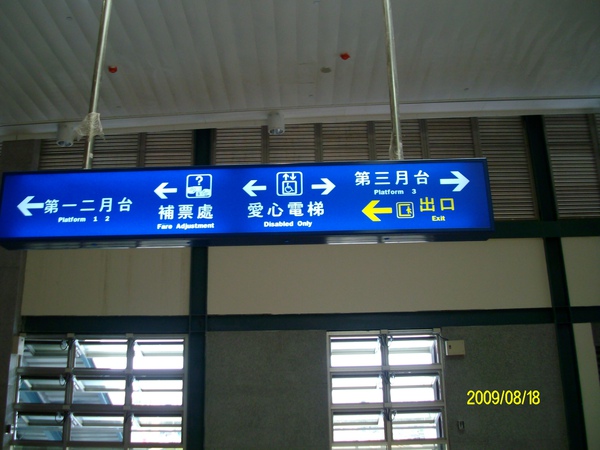 第一二月台
Platform 1 2
?
補票處
Fare Adjustment
愛心電梯
Disabled Only
第三月台
Platform 3
出口
Exit
2009/08/18